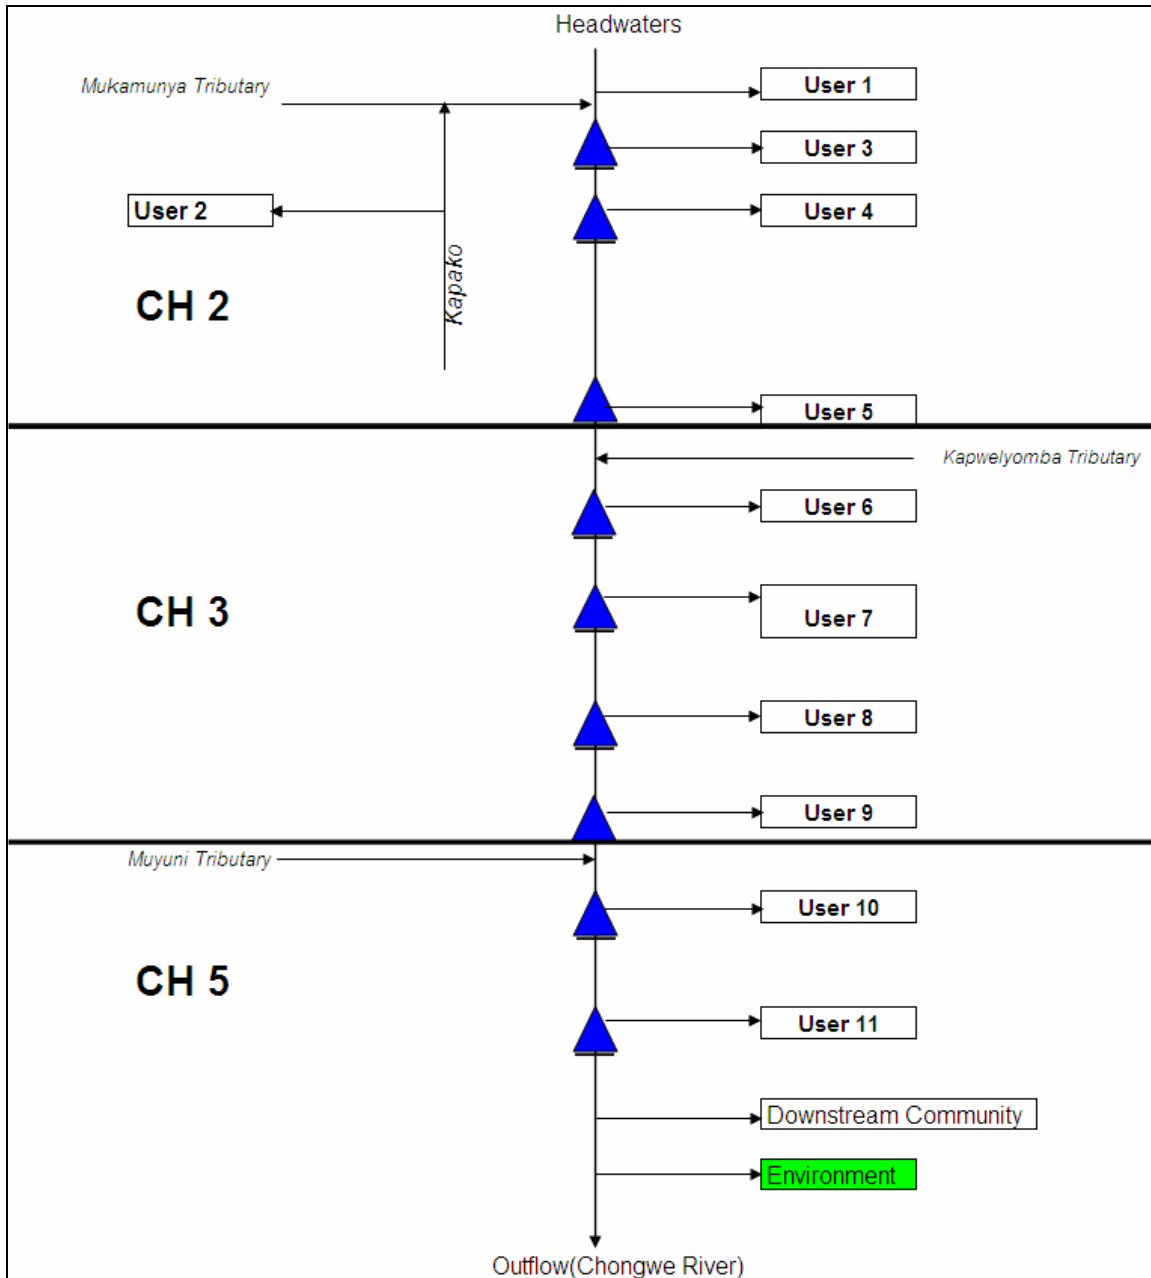 Headwaters
Mukamunya Tributary
User 1
User 3
User 2
User 4
Kapako
CH 2
User 5
Kapwelyomba Tributary
User 6
CH 3
User 7
User 8
User 9
Muyuni Tributary
User 10
CH 5
User 11
Downstream Community
Environment
Outflow(Chongwe River)